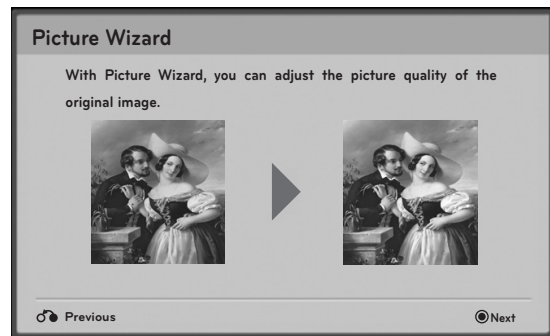 Picture Wizard
With Picture Wizard, you can adjust the picture quality of the
original image.
Previous
Next